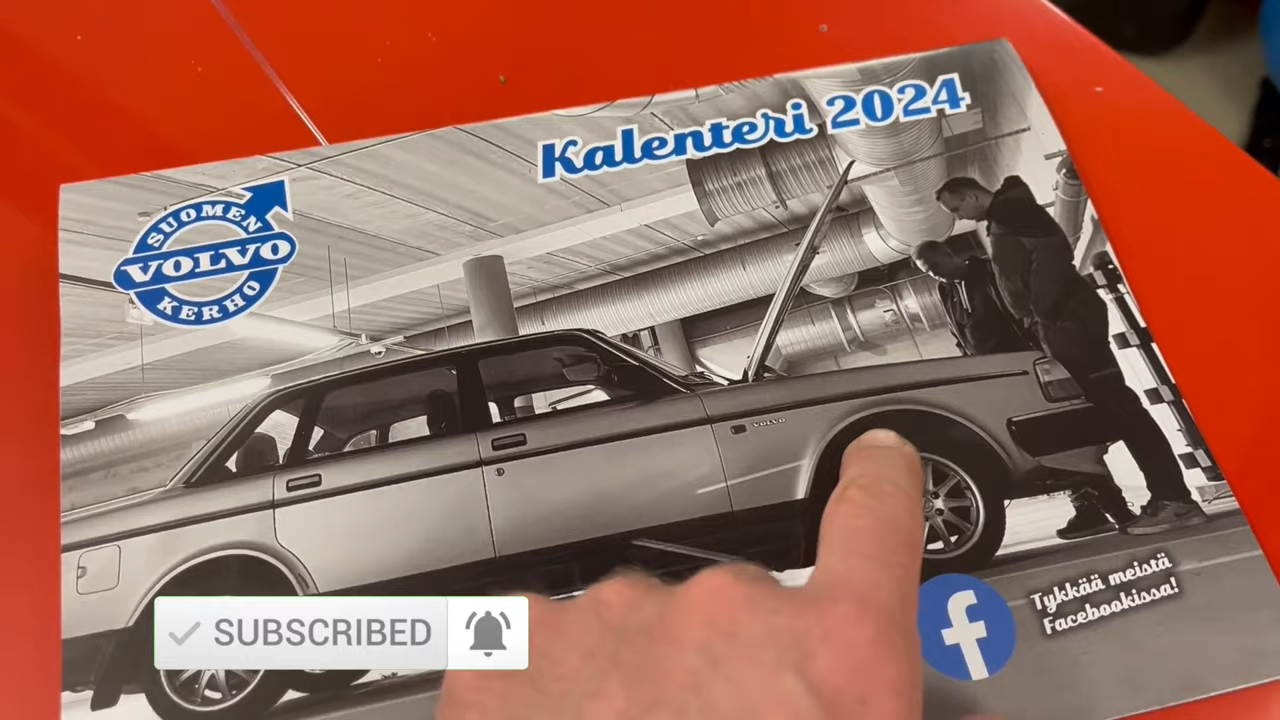 Kalenteri 2024
SUOMEN
VOLVO
KERHO
VOLVO
Tykkää meistä
Facebookissa!
SUBSCRIBED